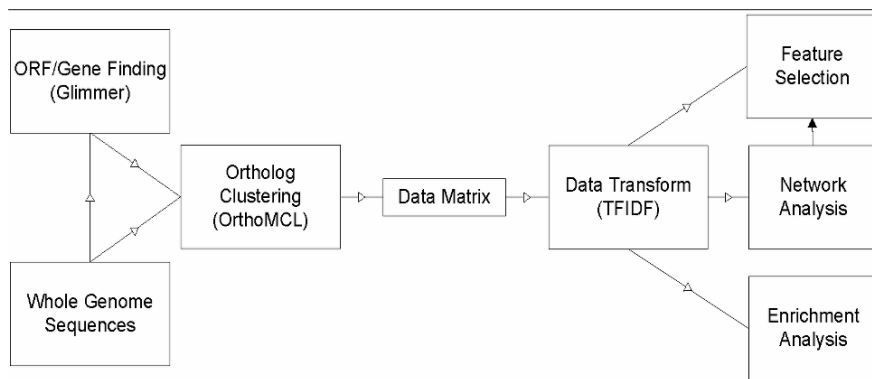 ORF/Gene Finding
(Glimmer)
Whole Genome
Sequences
Ortholog
Clustering
(OrthoMCL)
Data Matrix
Data Transform
(TFIDF)
Feature
Selection
Network
Analysis
Enrichment
Analysis